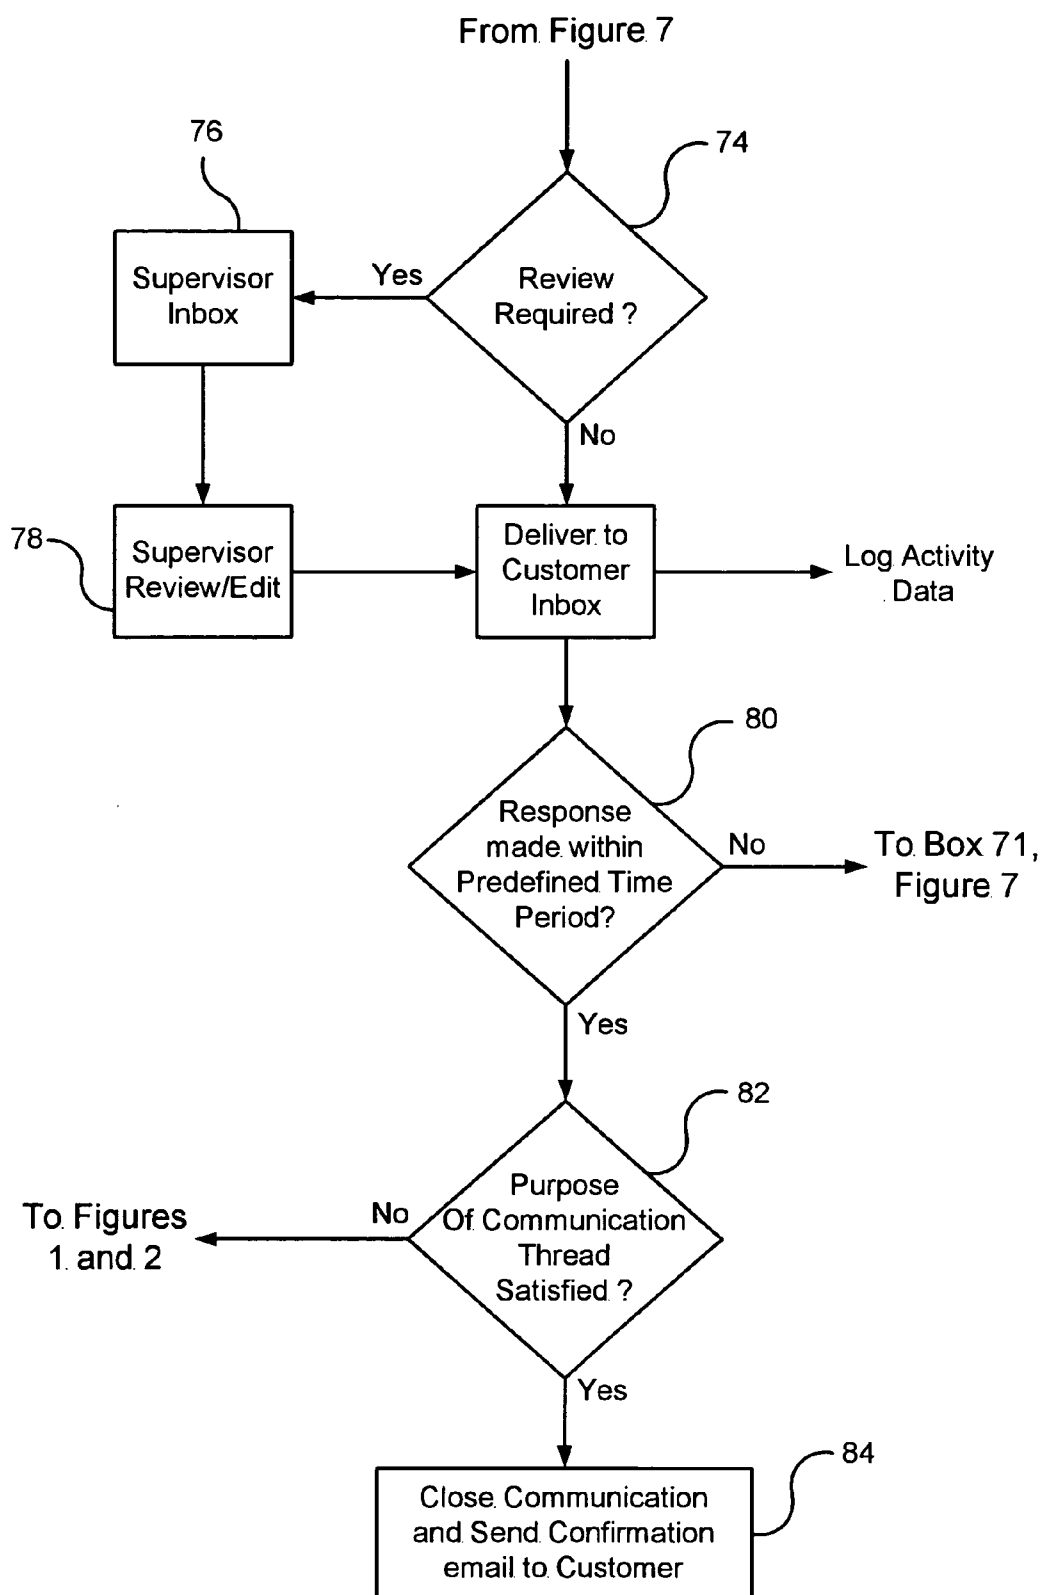 From Figure 7
76
74
Supervisor
Inbox
Yes
Review
Required ?
No
78
Supervisor
Review/Edit
Deliver to
Customer
Inbox
Log Activity
Data
80
Response
made within
Predefined Time
Period?
No
To Box 71,
Figure 7
Yes
82
To Figures
1 and 2
No
Purpose
Of Communication
Thread
Satisfied ?
Yes
84
Close Communication
and Send Confirmation
email to Customer